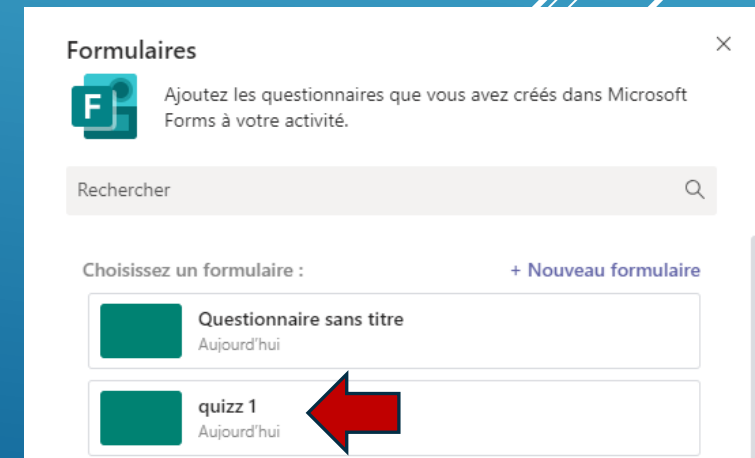 Formulaires
F
Ajoutez les questionnaires que vous avez créés dans Microsoft
Forms à votre activité.
Rechercher
Choisissez un formulaire :
+ Nouveau formulaire
Questionnaire sans titre
Aujourd'hui
quizz 1
Aujourd'hui